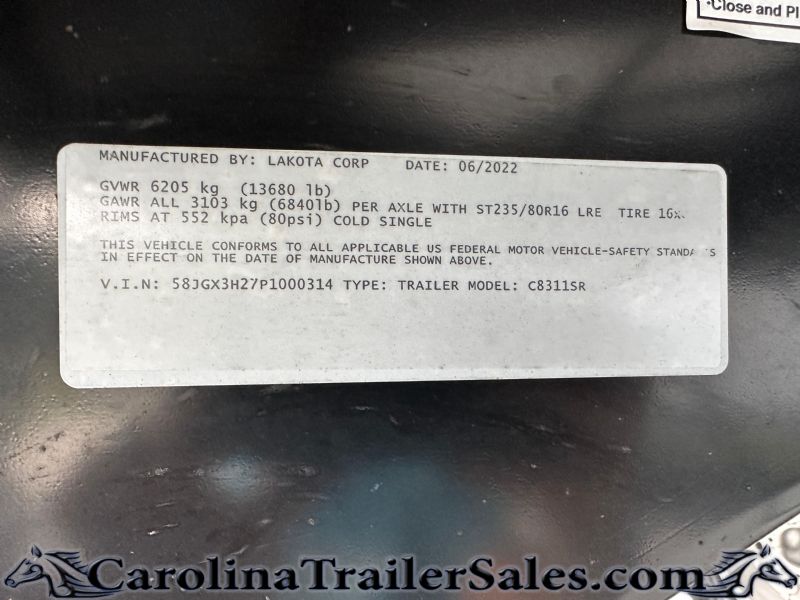 ·Close and Pl
MANUFACTURED BY: LAKOTA CORP DATE: 06/2022
GVWR 6205 kg (13680 lb)
GAWR ALL 3103 kg (6840lb) PER AXLE WITH ST235/80R16 LRE TIRE
RIMS AT 552 kpa (80psi) COLD SINGLE
THIS VEHICLE CONFORMS TO ALL APPLICABLE US FEDERAL MOTOR VEHICLE-SAFETY
IN EFFECT ON THE DATE OF MANUFACTURE SHOWN ABOVE.
V.I.N: 58JGX3H27P1000314 TYPE: TRAILER MODEL: C8311SR
CarolinaTrailerSales.com